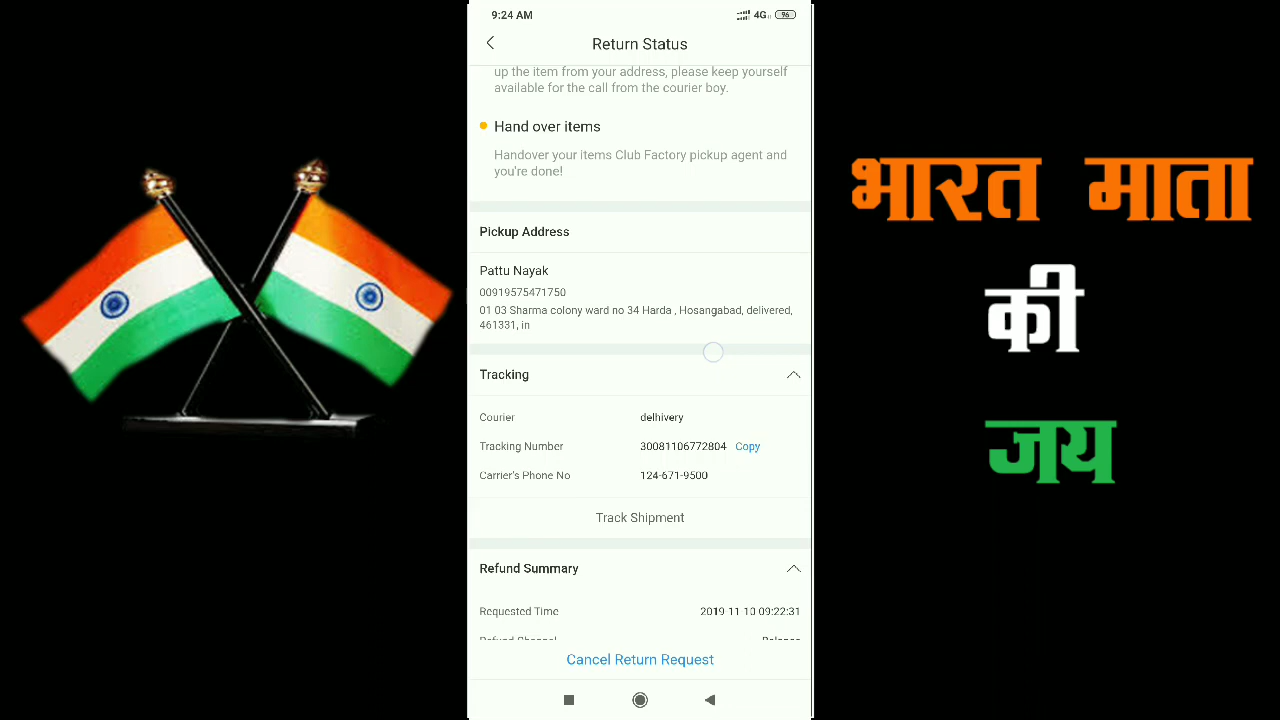 9:24 AM
4G
96
Return Status
up the item from your address, please keep yourself
available for the call from the courier boy.
Hand over items
Handover your items Club Factory pickup agent and
you're done!
Pickup Address
Pattu Nayak
00919575471750
01 03 Sharma colony ward no 34 Harda , Hosangabad, delivered,
461331, in
Tracking
Courier delhivery
Tracking Number 30081106772804 Copy
Carrier's Phone No 124-671-9500
Track Shipment
Refund Summary
Requested Time 2019 11 10 09:22:31
Refund Channel Balance
Cancel Return Request
भारत माता
की
जय